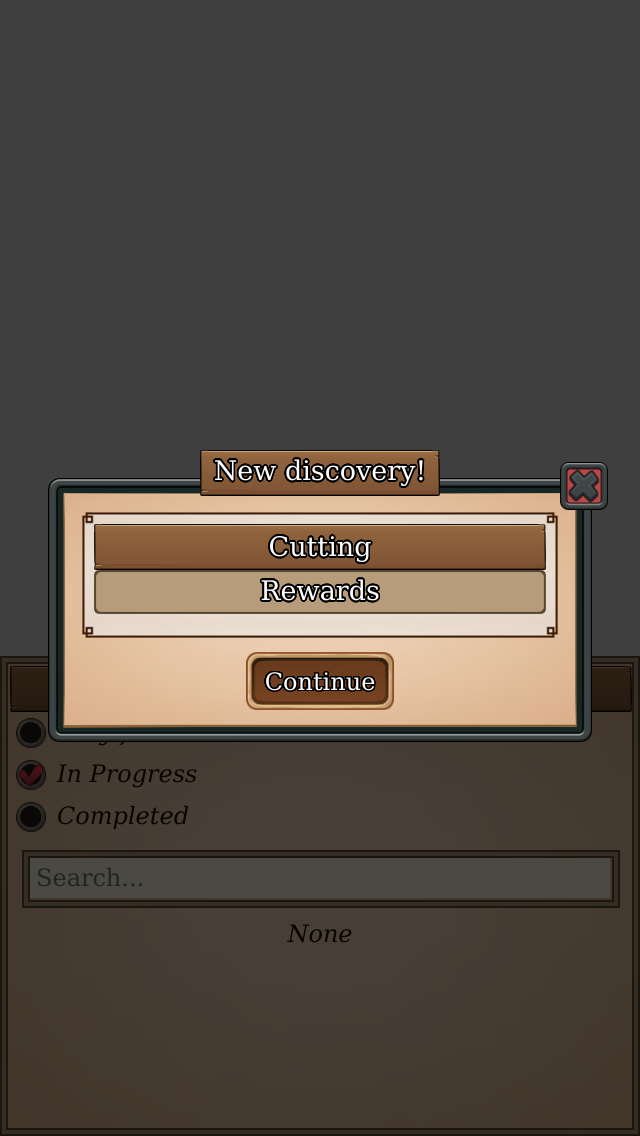 New discovery!
Cutting
Rewards
Continue
In Progress
Completed
Search...
None